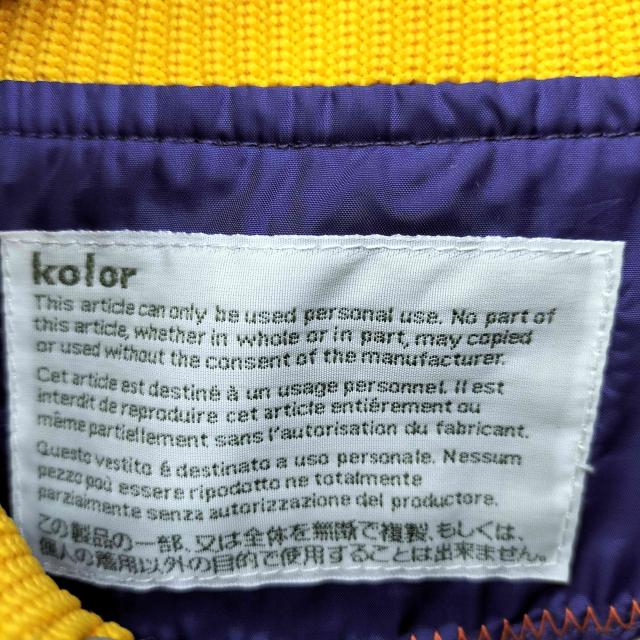 kolor
This article can only be used personal use. No part of
this article, whether in whole or in part, may copied
or used without the consent of the manufacturer.
Cet article est destiné à un usage personnel. Il est
interdit de reproduire cet article entiérement ou
même partiellement sans l'autorisation du fabricant.
Questo vestito é destinato a uso personale. Nessum
pezzo poù essere ripodotto ne totalmente
parzialmente senza autorizzazione del productore.
この製品の一部、又は全体を無断で複製、もしくは、
個人の着用以外の目的で使用することは出来ません。